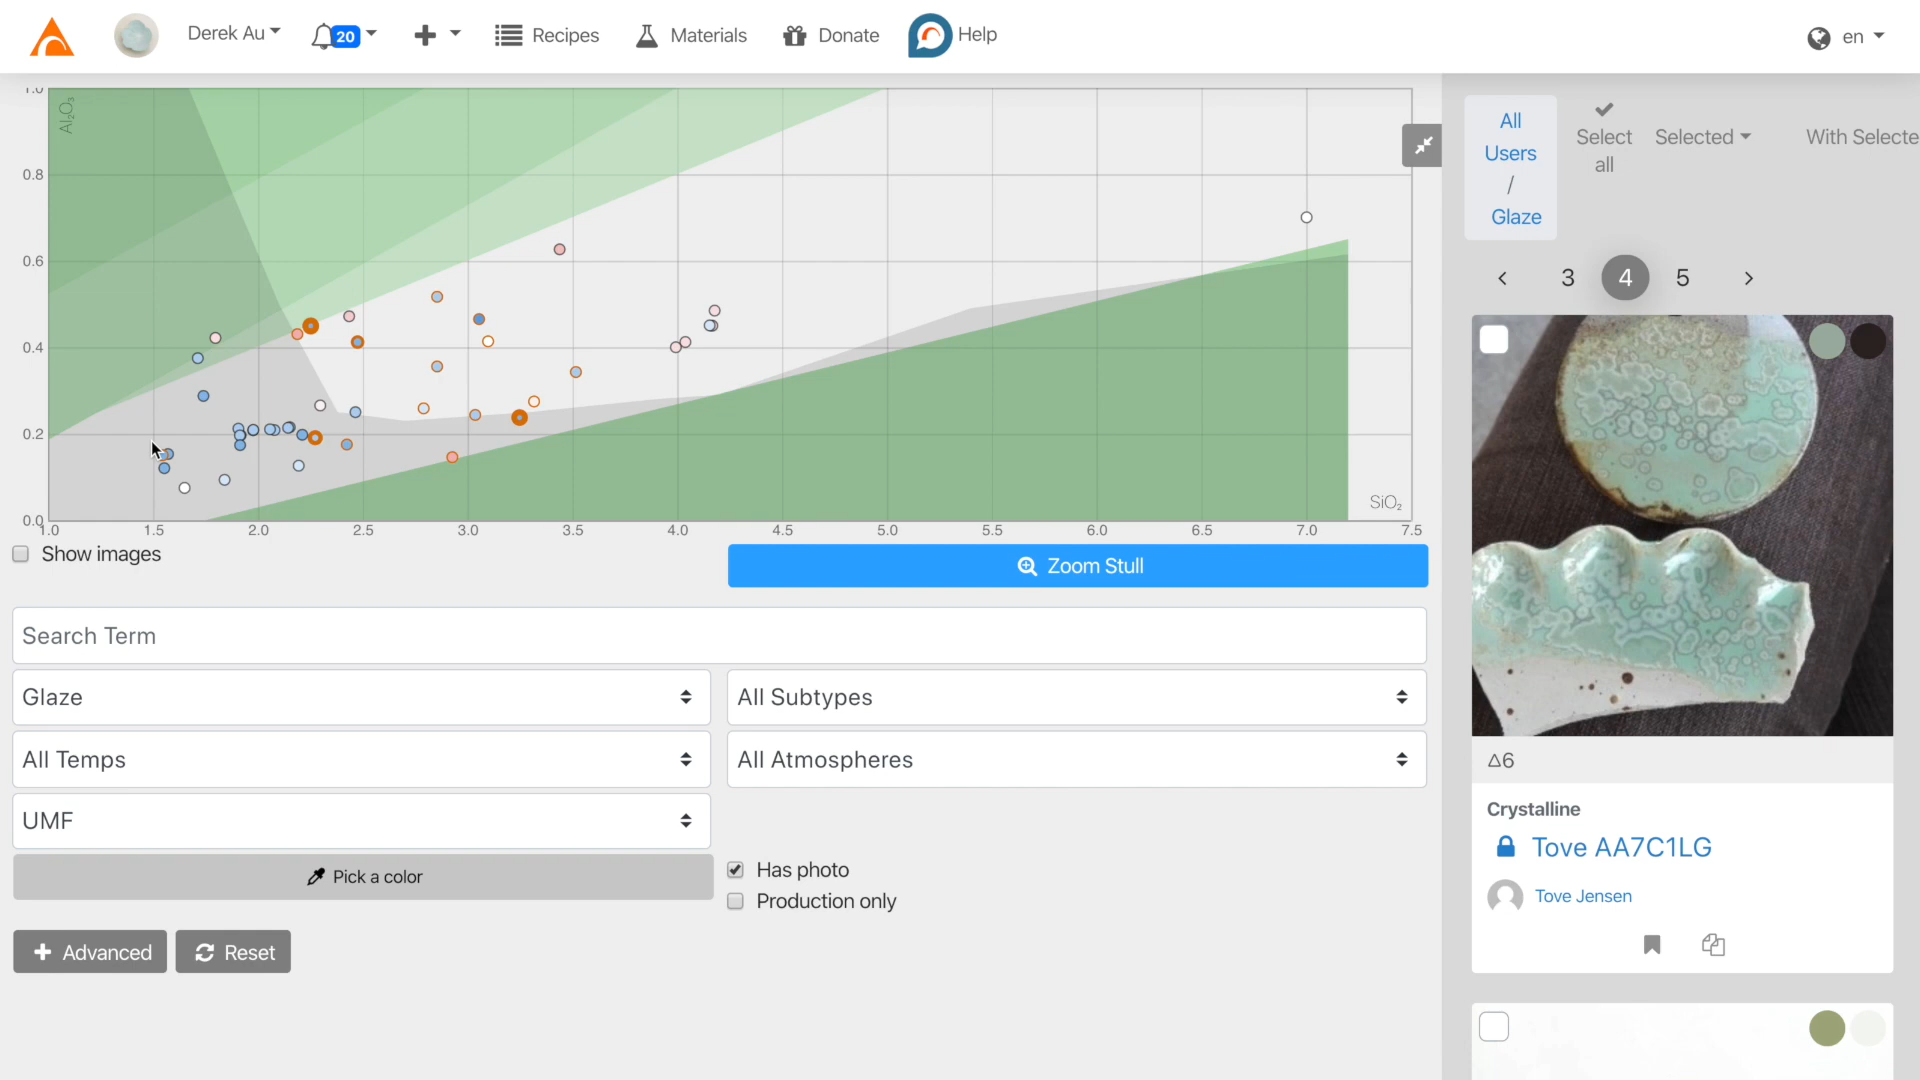 Derek Au
20
Recipes
Materials
Donate
Help
en
1.0
Al₂O₃
0.8
0.6
0.4
0.2
0.0
SiO₂
1.0 1.5 2.0 2.5 3.0 3.5 4.0 4.5 5.0 5.5 6.0 6.5 7.0 7.5
Show images
Zoom Stull
Search Term
Glaze
All Subtypes
All Temps
All Atmospheres
UMF
Pick a color
Has photo
Production only
Advanced
Reset
All
Users
/
Glaze
Select
all
Selected
With Selecte
3 4 5
△6
Crystalline
Tove AA7C1LG
Tove Jensen